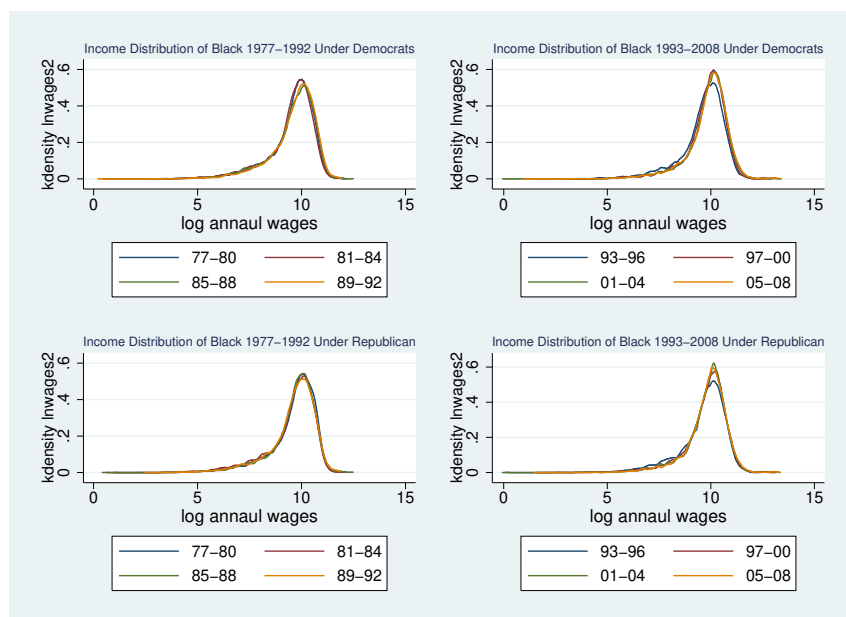 Income Distribution of Black 1977−1992 Under Democrats
kdensity lnwages2
0 .2 .4 .6
0 5 10 15
log annaul wages
77−80 81−84
85−88 89−92
Income Distribution of Black 1993−2008 Under Democrats
kdensity lnwages2
0 .2 .4 .6
0 5 10 15
log annaul wages
93−96 97−00
01−04 05−08
Income Distribution of Black 1977−1992 Under Republican
kdensity lnwages2
0 .2 .4 .6
0 5 10 15
log annaul wages
77−80 81−84
85−88 89−92
Income Distribution of Black 1993−2008 Under Republican
kdensity lnwages2
0 .2 .4 .6
0 5 10 15
log annaul wages
93−96 97−00
01−04 05−08